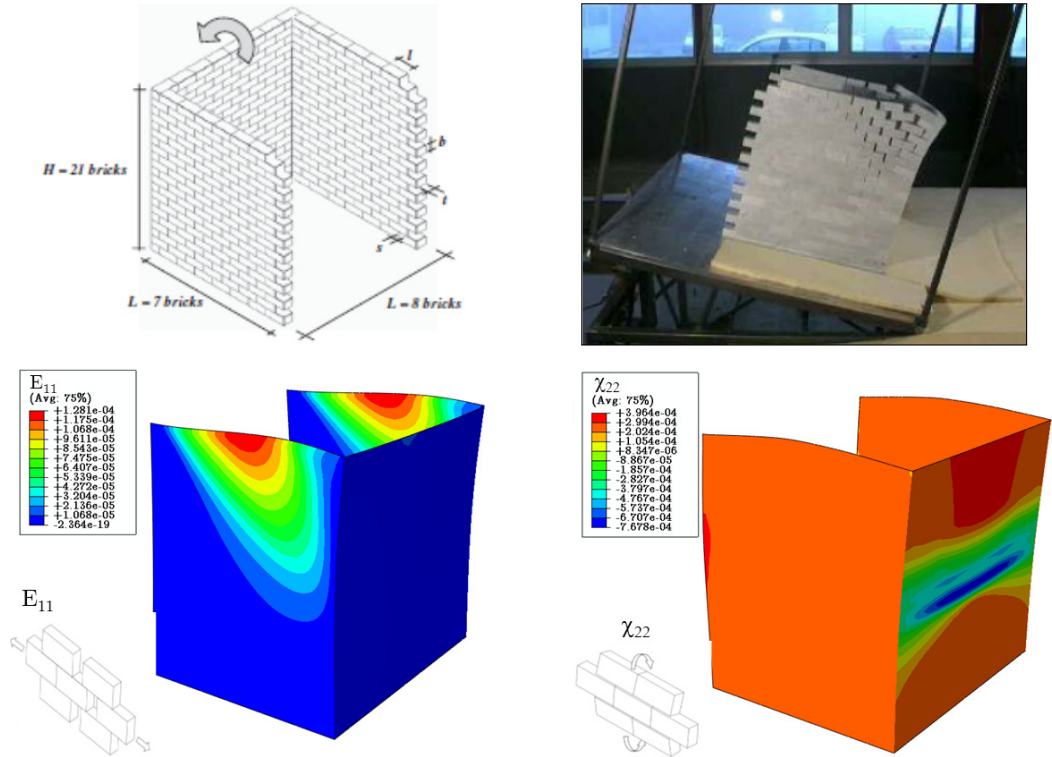 l
b
H = 21 bricks
t
s
L = 7 bricks
L = 8 bricks
E₁₁
(Avg: 75%)
+1.281e-04
+1.175e-04
+1.068e-04
+9.611e-05
+8.543e-05
+7.475e-05
+6.407e-05
+5.339e-05
+4.272e-05
+3.204e-05
+2.136e-05
+1.068e-05
-2.364e-19
E₁₁
χ₂₂
(Avg: 75%)
+3.964e-04
+2.994e-04
+2.024e-04
+1.054e-04
+8.347e-06
-8.867e-05
-1.857e-04
-2.827e-04
-3.797e-04
-4.767e-04
-5.737e-04
-6.707e-04
-7.678e-04
χ₂₂